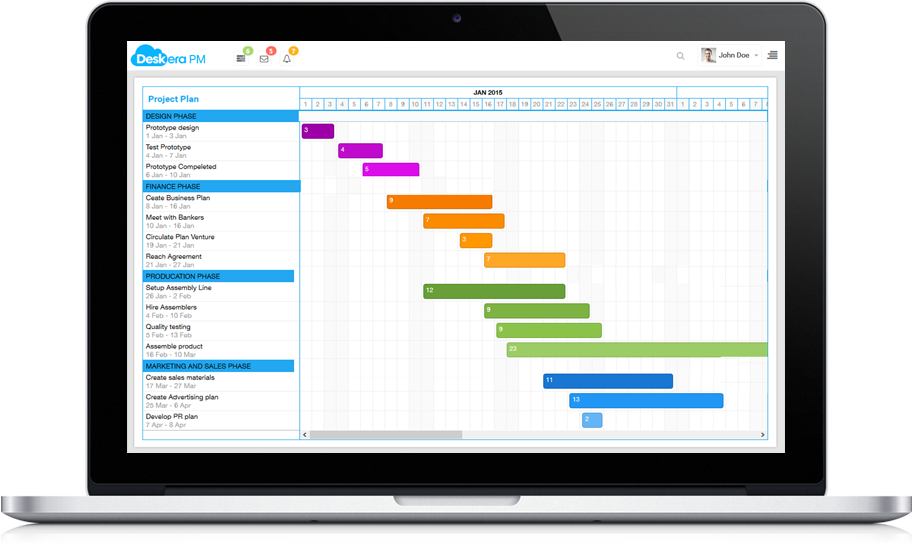 Deskera PM
6
5
7
John Doe
Project Plan
JAN 2015
1 2 3 4 5 6 7 8 9 10 11 12 13 14 15 16 17 18 19 20 21 22 23 24 25 26 27 28 29 30 31 1 2 3 4 5 6 7 8
DESIGN PHASE
Prototype design
1 Jan - 3 Jan
3
Test Prototype
4 Jan - 7 Jan
4
Prototype Compeleted
6 Jan - 10 Jan
5
FINANCE PHASE
Ceate Business Plan
8 Jan - 16 Jan
9
Meet with Bankers
10 Jan - 16 Jan
7
Circulate Plan Venture
19 Jan - 21 Jan
3
Reach Agreement
21 Jan - 27 Jan
7
PRODUCATION PHASE
Setup Assembly Line
26 Jan - 2 Feb
12
Hire Assemblers
4 Feb - 10 Feb
9
Quality testing
5 Feb - 13 Feb
9
Assemble product
16 Feb - 10 Mar
23
MARKETING AND SALES PHASE
Create sales materials
17 Mar - 27 Mar
11
Create Advertising plan
25 Mar - 6 Apr
13
Develop PR plan
7 Apr - 8 Apr
2